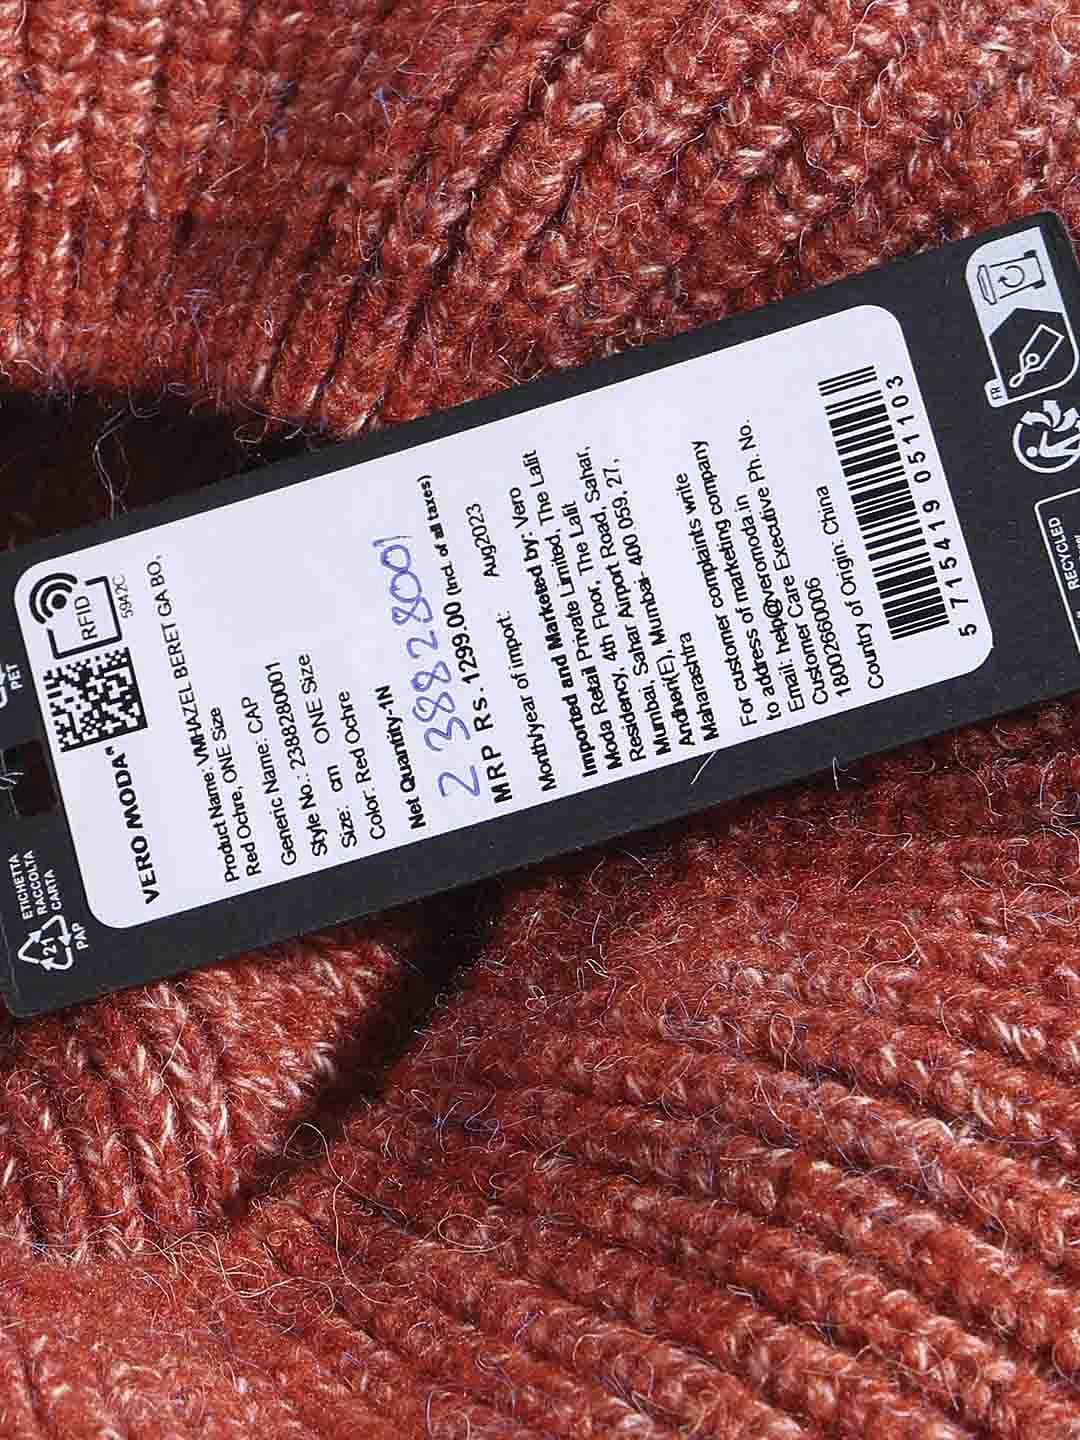 PET
RFID
5942C
VERO MODA®
Product Name: VMHAZEL BERET GA BO,
Red Ochre, ONE Size
Generic Name: CAP
Style No.: 2388280001
Size: cm ONE Size
Color: Red Ochre
Net Quantity-1N
2388280001
MRP Rs. 1299.00 (Incl. of all taxes)
Month/year of import: Aug2023
Imported and Marketed by: Vero
Moda Retail Private Limited, The Lalit
Residency, 4th Floor, The Lalit
Mumbai, Sahar Airport Road, Sahar,
Andheri(E), Mumbai- 400 059, 27,
Maharashtra
For customer complaints write
to address of marketing company
Email: help@veromoda.in
Customer Care Executive Ph. No.
18002660006
Country of Origin: China
5 715419 051103
ETICHETTA
RACCOLTA
CARTA
21
PAP
FR
RECYCLED